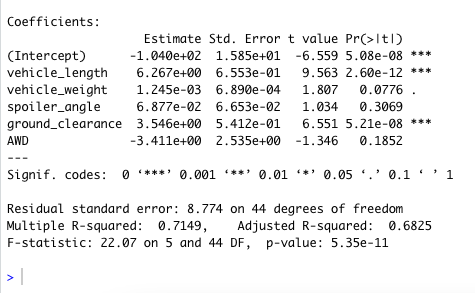 Coefficients:
Estimate Std. Error t value Pr(>|t|)
(Intercept) -1.040e+02 1.585e+01 -6.559 5.08e-08 ***
vehicle_length 6.267e+00 6.553e-01 9.563 2.60e-12 ***
vehicle_weight 1.245e-03 6.890e-04 1.807 0.0776 .
spoiler_angle 6.877e-02 6.653e-02 1.034 0.3069
ground_clearance 3.546e+00 5.412e-01 6.551 5.21e-08 ***
AWD -3.411e+00 2.535e+00 -1.346 0.1852
---
Signif. codes: 0 ‘***’ 0.001 ‘**’ 0.01 ‘*’ 0.05 ‘.’ 0.1 ‘ ’ 1
Residual standard error: 8.774 on 44 degrees of freedom
Multiple R-squared: 0.7149, Adjusted R-squared: 0.6825
F-statistic: 22.07 on 5 and 44 DF, p-value: 5.35e-11
>